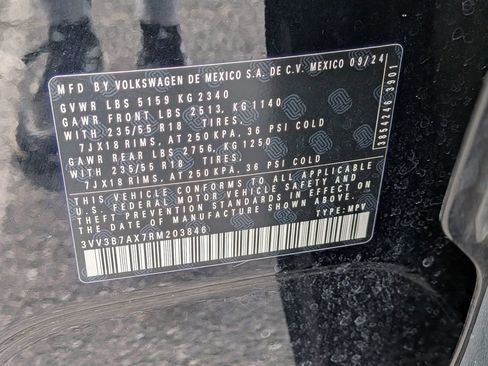 MFD BY VOLKSWAGEN DE MEXICO S.A. DE C.V. MEXICO 09/24
GVWR LBS 5159 KG 2340
GAWR FRONT LBS 2513, KG 1140
WITH 235/55 R18 TIRES,
7JX18 RIMS, AT 250 KPA, 36 PSI COLD
GAWR REAR LBS 2756, KG 1250
WITH 235/55 R18 TIRES,
7JX18 RIMS, AT 250 KPA, 36 PSI COLD
THIS VEHICLE CONFORMS TO ALL APPLICABLE
U.S. FEDERAL MOTOR VEHICLE SAFETY AND
THEFT PREVENTION STANDARDS IN EFFECT ON
THE DATE OF MANUFACTURE SHOWN ABOVE
3VV3B7AX7RM203846 TYPE: MPV
3854246 3901